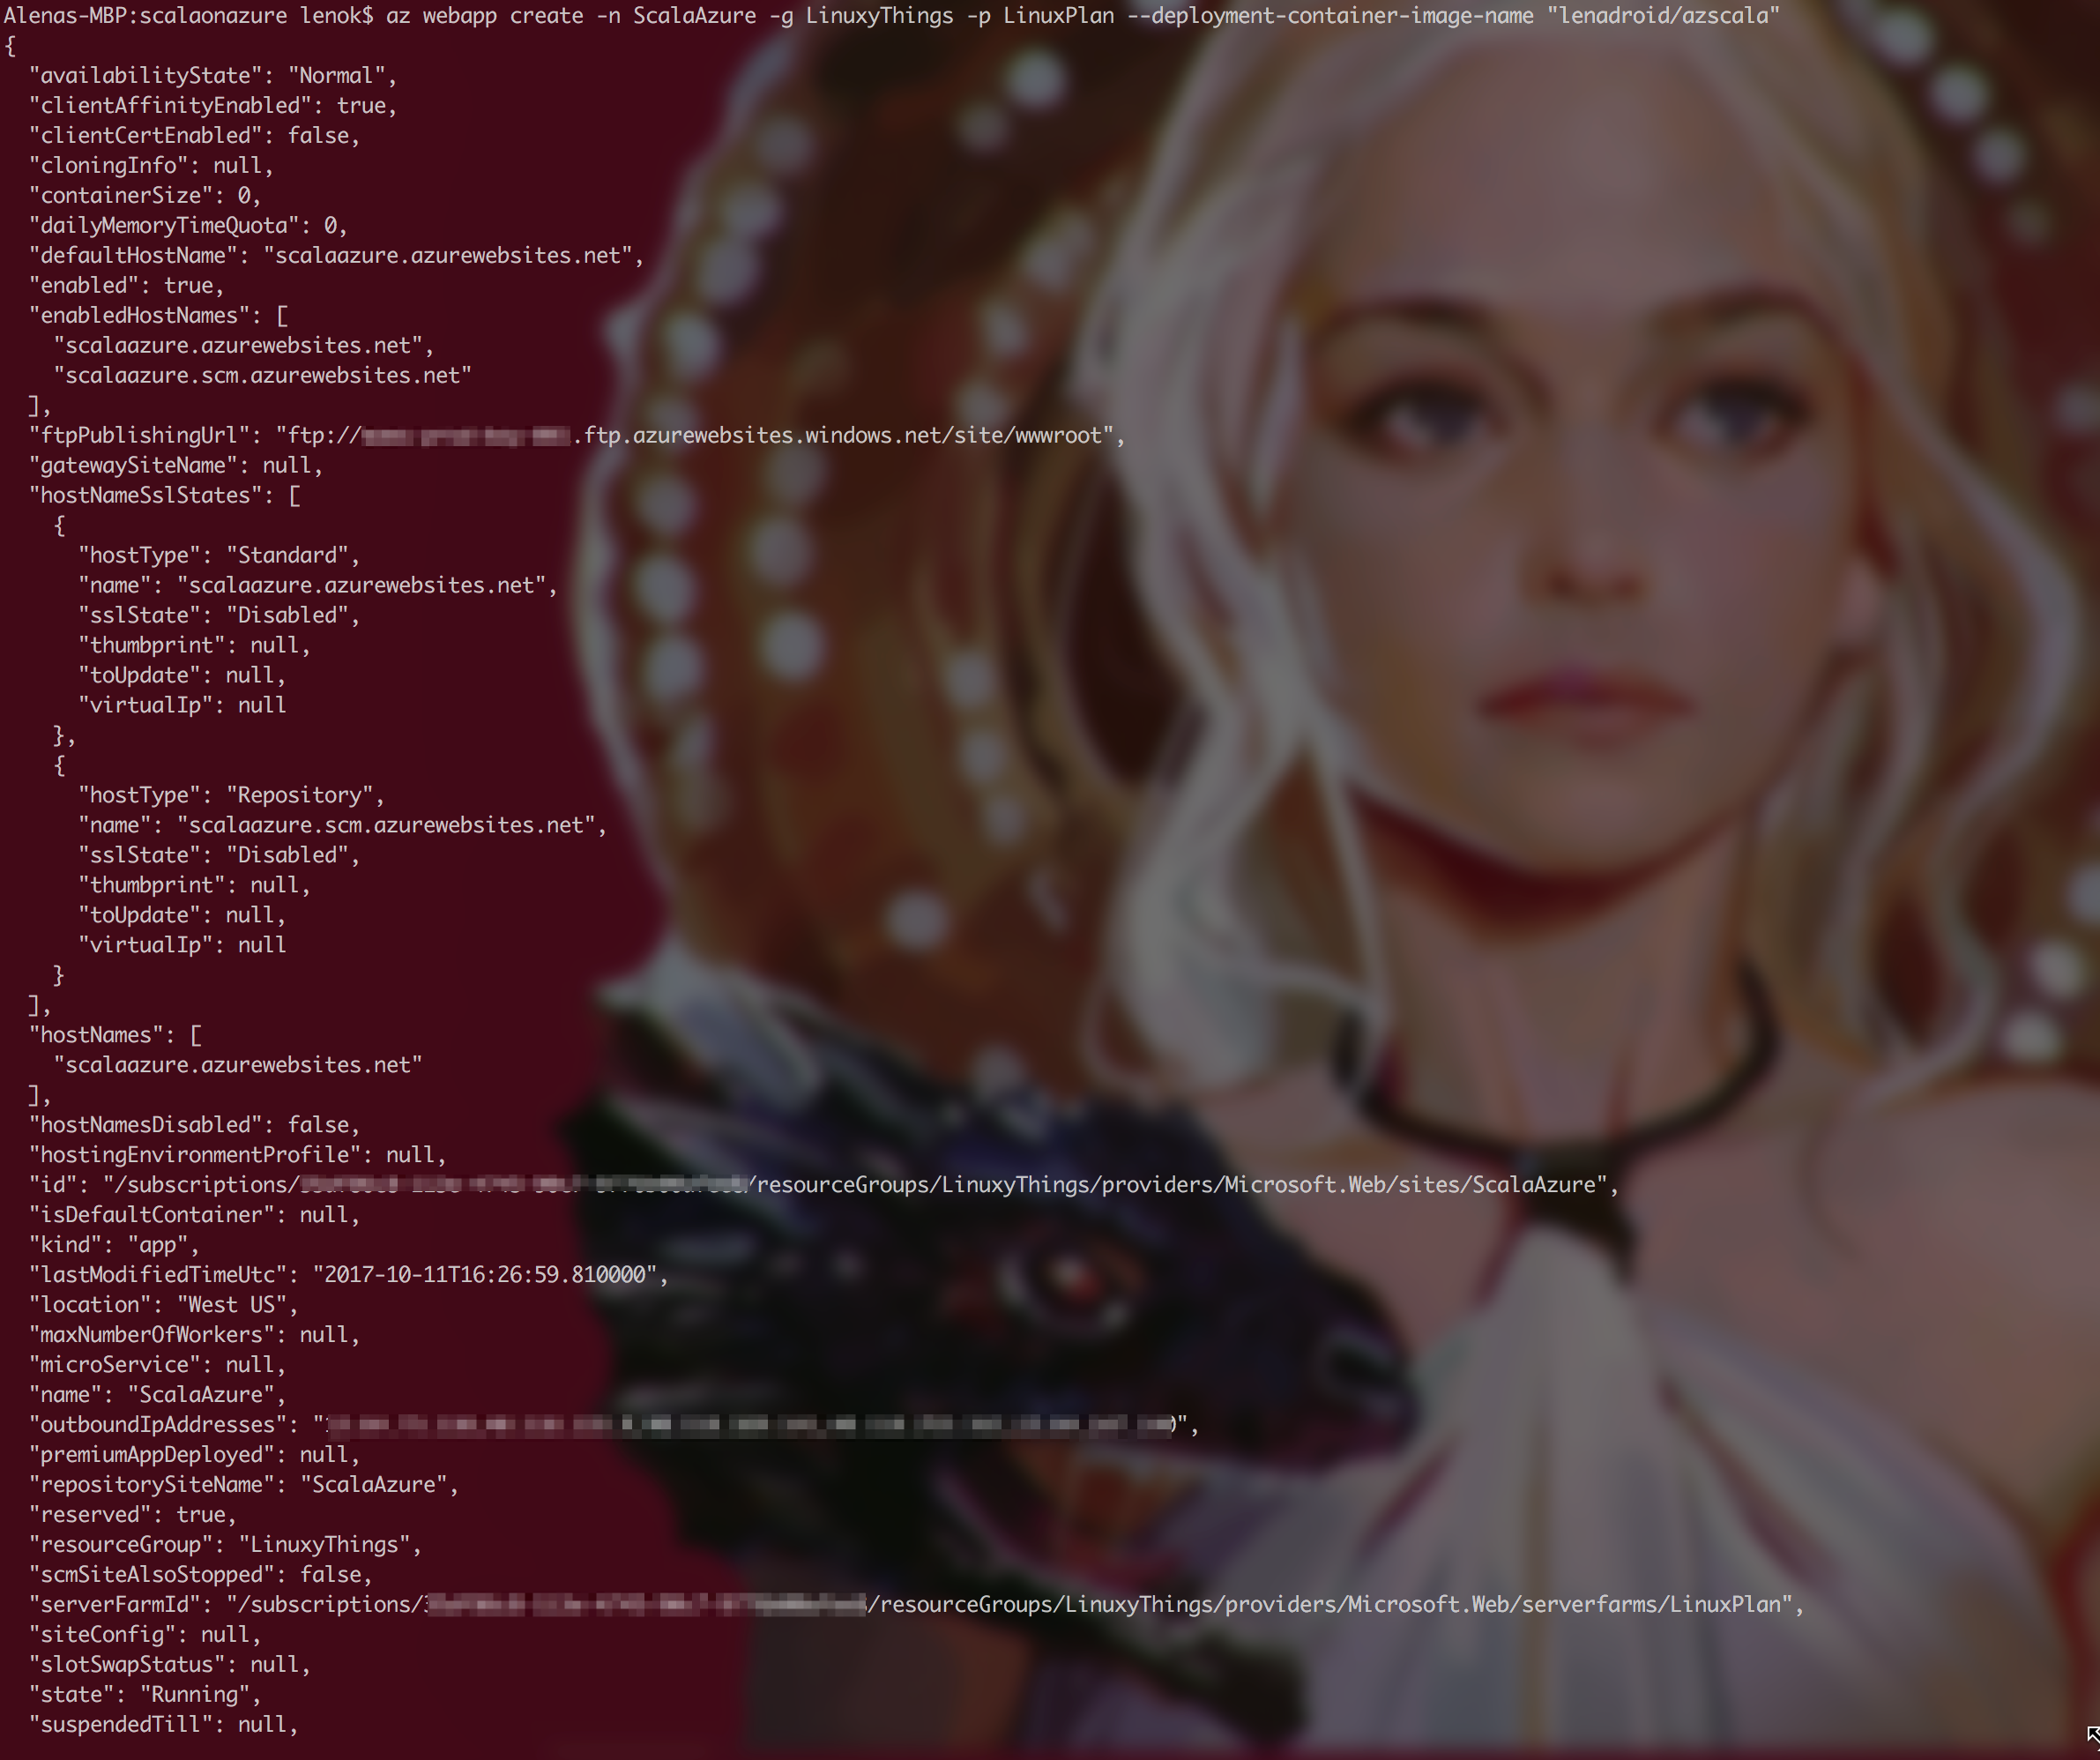 Alenas-MBP:scalaonazure lenok$ az webapp create -n ScalaAzure -g LinuxyThings -p LinuxPlan --deployment-container-image-name "lenadroid/azscala"
{
  "availabilityState": "Normal",
  "clientAffinityEnabled": true,
  "clientCertEnabled": false,
  "cloningInfo": null,
  "containerSize": 0,
  "dailyMemoryTimeQuota": 0,
  "defaultHostName": "scalaazure.azurewebsites.net",
  "enabled": true,
  "enabledHostNames": [
    "scalaazure.azurewebsites.net",
    "scalaazure.scm.azurewebsites.net"
  ],
  "ftpPublishingUrl": "ftp://.ftp.azurewebsites.windows.net/site/wwwroot",
  "gatewaySiteName": null,
  "hostNameSslStates": [
    {
      "hostType": "Standard",
      "name": "scalaazure.azurewebsites.net",
      "sslState": "Disabled",
      "thumbprint": null,
      "toUpdate": null,
      "virtualIp": null
    },
    {
      "hostType": "Repository",
      "name": "scalaazure.scm.azurewebsites.net",
      "sslState": "Disabled",
      "thumbprint": null,
      "toUpdate": null,
      "virtualIp": null
    }
  ],
  "hostNames": [
    "scalaazure.azurewebsites.net"
  ],
  "hostNamesDisabled": false,
  "hostingEnvironmentProfile": null,
  "id": "/subscriptions//resourceGroups/LinuxyThings/providers/Microsoft.Web/sites/ScalaAzure",
  "isDefaultContainer": null,
  "kind": "app",
  "lastModifiedTimeUtc": "2017-10-11T16:26:59.810000",
  "location": "West US",
  "maxNumberOfWorkers": null,
  "microService": null,
  "name": "ScalaAzure",
  "outboundIpAddresses": "",
  "premiumAppDeployed": null,
  "repositorySiteName": "ScalaAzure",
  "reserved": true,
  "resourceGroup": "LinuxyThings",
  "scmSiteAlsoStopped": false,
  "serverFarmId": "/subscriptions//resourceGroups/LinuxyThings/providers/Microsoft.Web/serverfarms/LinuxPlan",
  "siteConfig": null,
  "slotSwapStatus": null,
  "state": "Running",
  "suspendedTill": null,